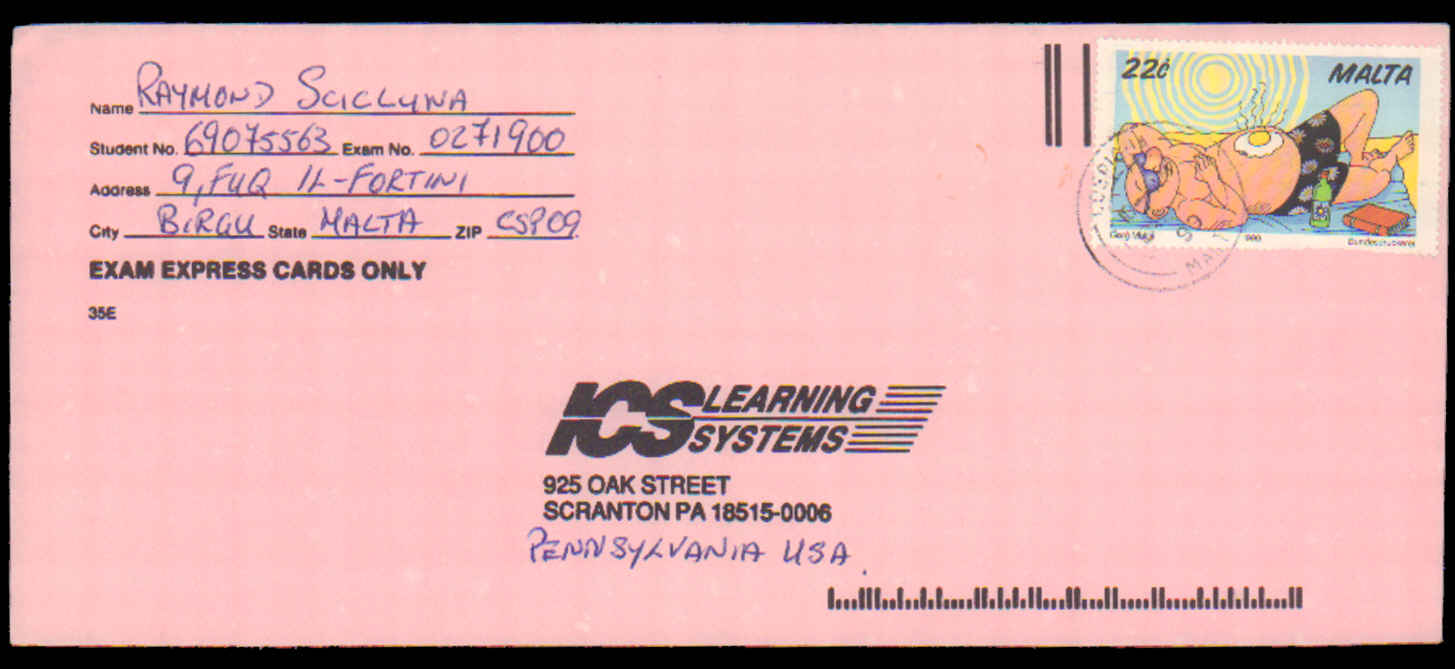 Name RAYMOND SCICLUNA
Student No. 69075563 Exam No. 0271900
Address 9, FUQ IL-FORTINI
City BIRGU State MALTA ZIP CSP09
EXAM EXPRESS CARDS ONLY
35E
22c MALTA
ICS LEARNING
SYSTEMS
925 OAK STREET
SCRANTON PA 18515-0006
PENNSYLVANIA USA.